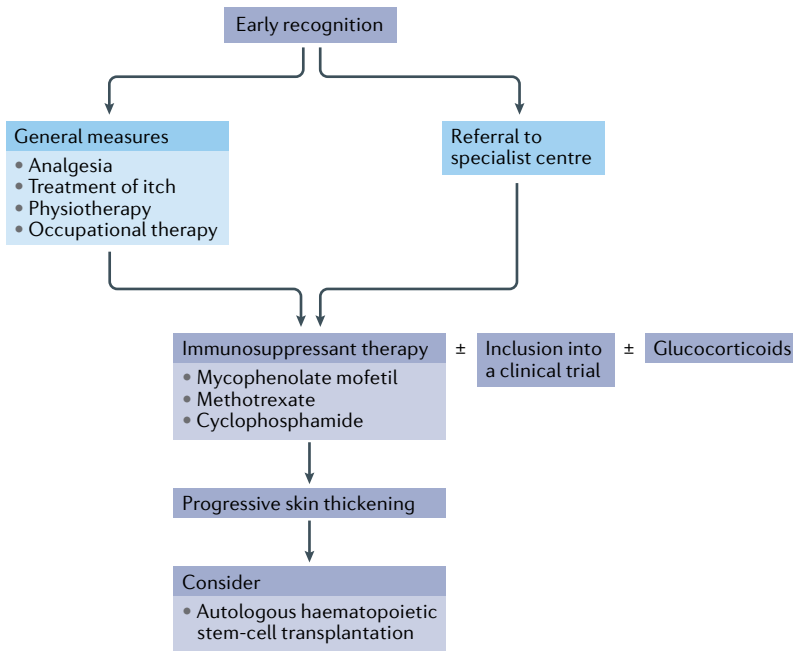 Early recognition
General measures
• Analgesia
• Treatment of itch
• Physiotherapy
• Occupational therapy
Referral to
specialist centre
Immunosuppressant therapy
• Mycophenolate mofetil
• Methotrexate
• Cyclophosphamide
±
Inclusion into
a clinical trial
±
Glucocorticoids
Progressive skin thickening
Consider
• Autologous haematopoietic
stem-cell transplantation